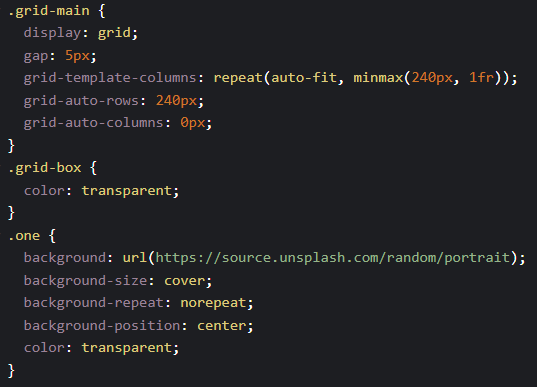 .grid-main {
  display: grid;
  gap: 5px;
  grid-template-columns: repeat(auto-fit, minmax(240px, 1fr));
  grid-auto-rows: 240px;
  grid-auto-columns: 0px;
}
.grid-box {
  color: transparent;
}
.one {
  background: url(https://source.unsplash.com/random/portrait);
  background-size: cover;
  background-repeat: norepeat;
  background-position: center;
  color: transparent;
}